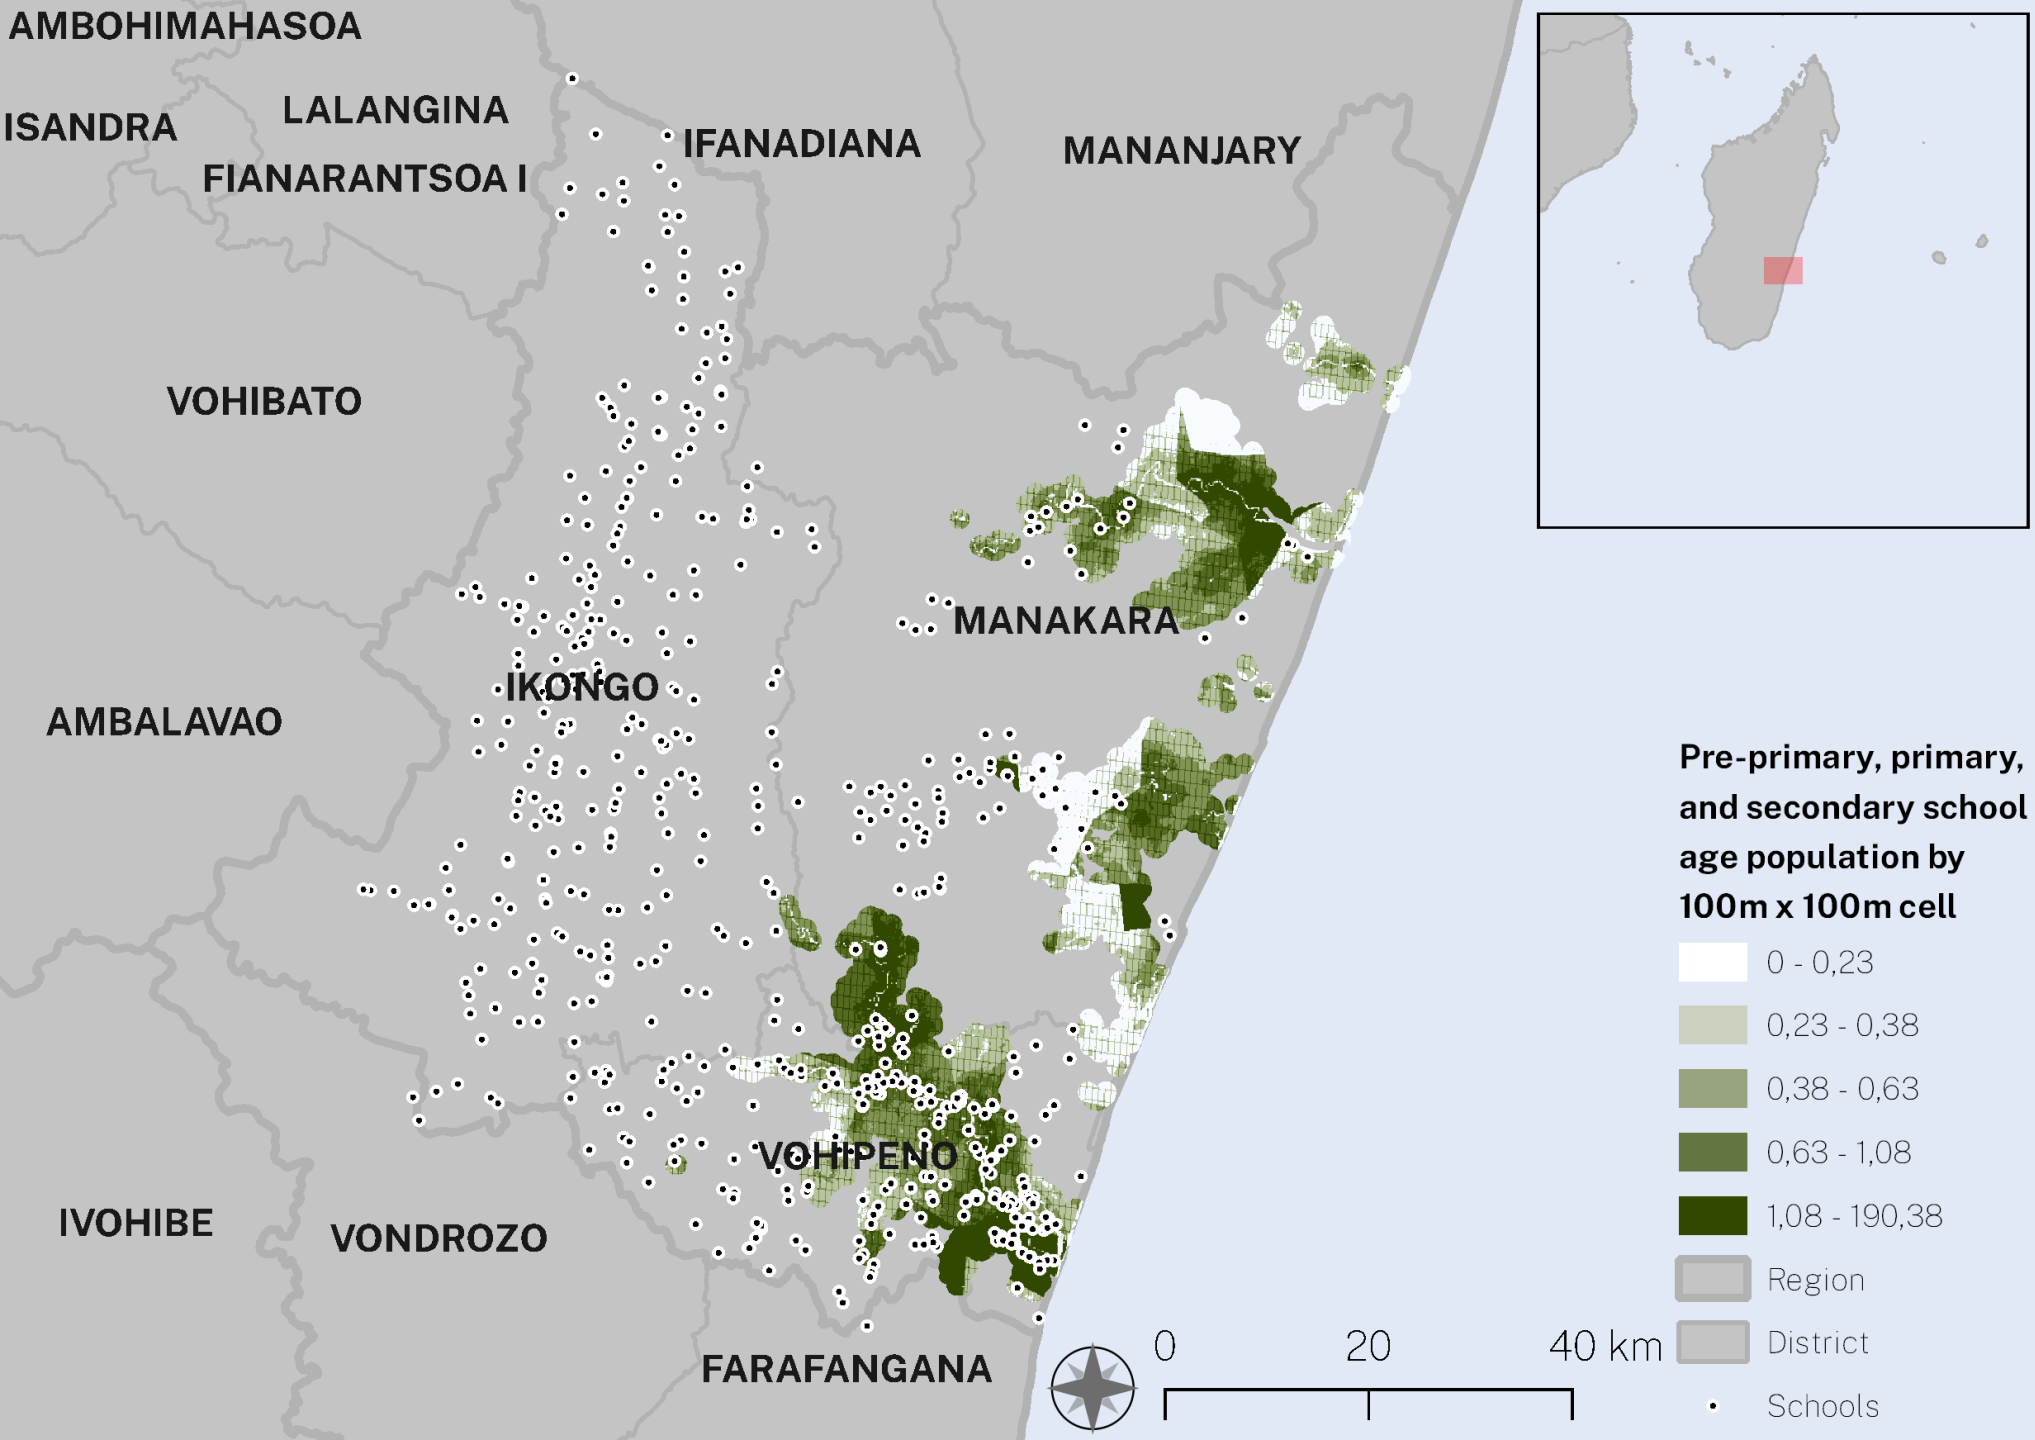 AMBOHIMAHASOA
LALANGINA
ISANDRA
IFANADIANA
MANANJARY
FIANARANTSOA I
VOHIBATO
MANAKARA
IKONGO
AMBALAVAO
VOHIPENO
IVOHIBE
VONDROZO
FARAFANGANA
0 20 40 km
Pre-primary, primary,
and secondary school
age population by
100m x 100m cell
0 - 0,23
0,23 - 0,38
0,38 - 0,63
0,63 - 1,08
1,08 - 190,38
Region
District
Schools